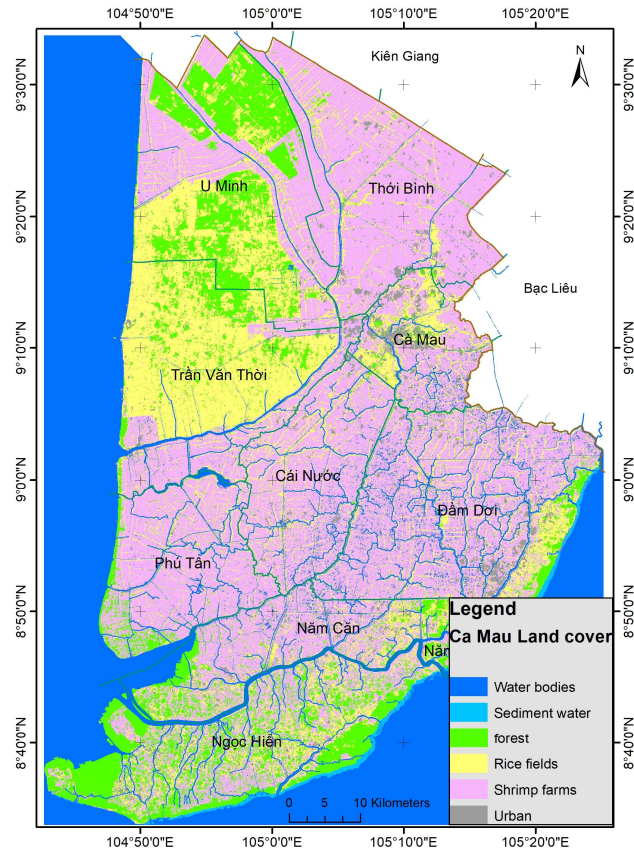 104°50'0"E 105°0'0"E 105°10'0"E 105°20'0"E
Kiên Giang
N
9°30'0"N 9°30'0"N
U Minh
Thới Bình
9°20'0"N 9°20'0"N
Bạc Liêu
Cà Mau
9°10'0"N 9°10'0"N
Trần Văn Thời
Cái Nước
9°0'0"N 9°0'0"N
Đầm Dơi
Phú Tân
8°50'0"N 8°50'0"N
Năm Căn
Năm
Ngọc Hiển
8°40'0"N 8°40'0"N
Legend
Ca Mau Land cover
Water bodies
Sediment water
forest
Rice fields
Shrimp farms
Urban
0 5 10 Kilometers
104°50'0"E 105°0'0"E 105°10'0"E 105°20'0"E